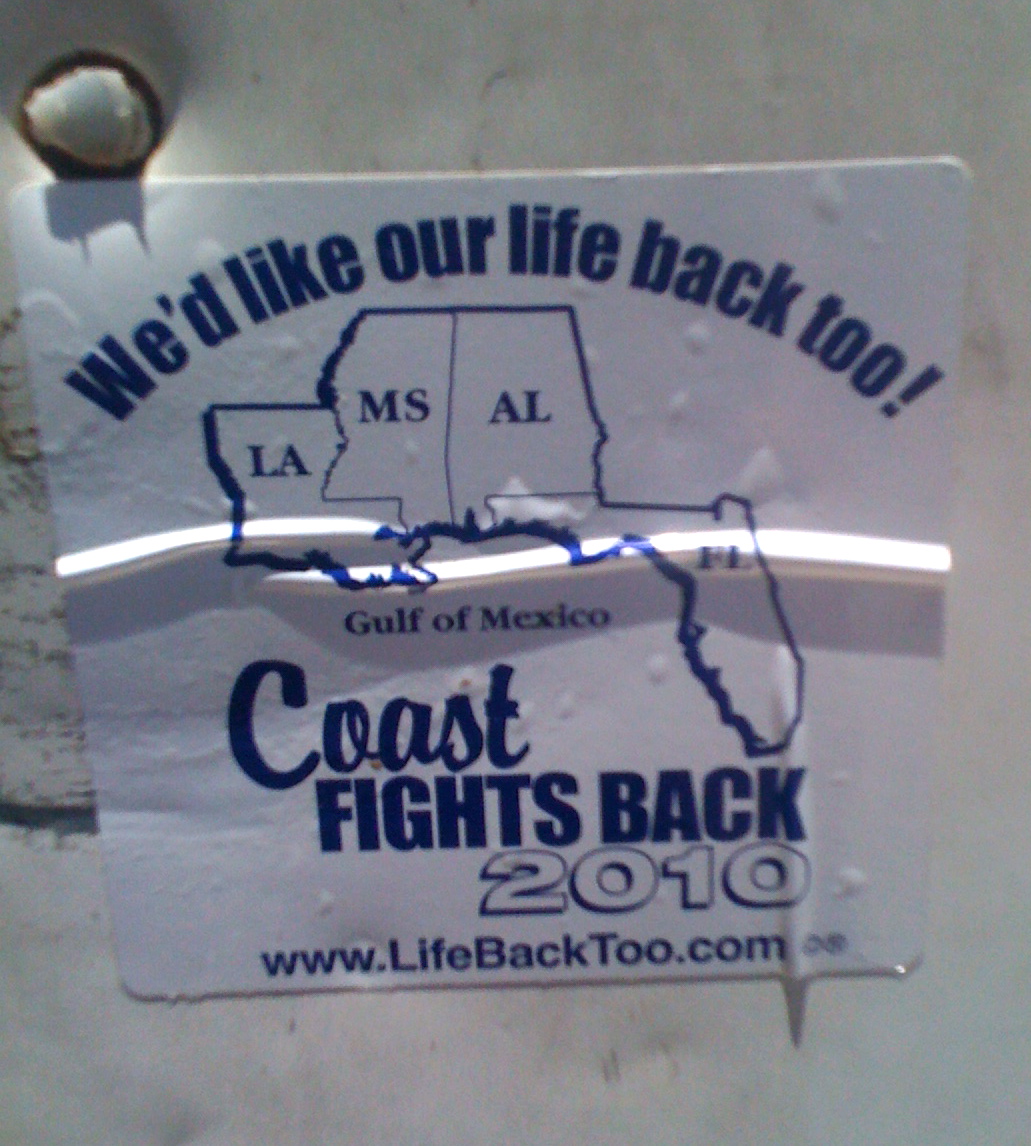 We'd like our life back too!
MS AL
LA
FL
Gulf of Mexico
Coast
FIGHTS BACK
2010
www.LifeBackToo.com